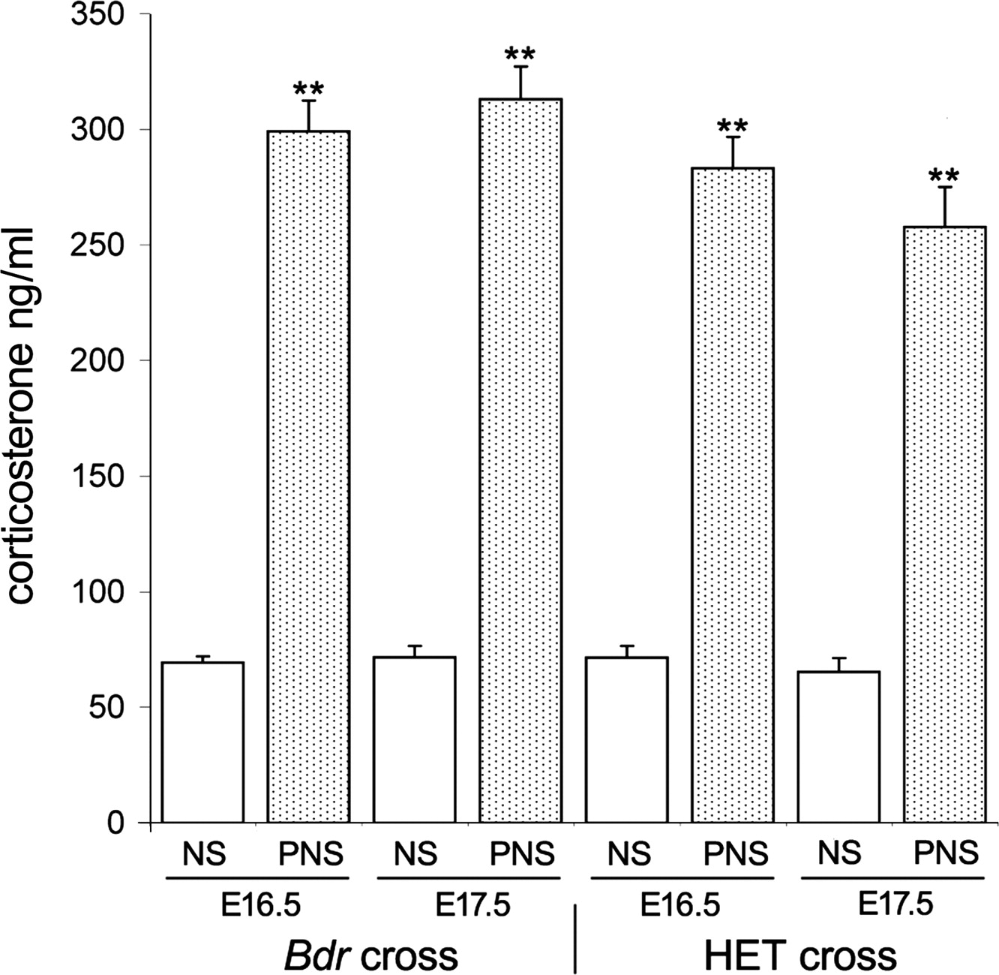 corticosterone ng/ml
350
300
250
200
150
100
50
0
** ** ** **
NS PNS NS PNS NS PNS NS PNS
E16.5 E17.5 E16.5 E17.5
Bdr cross HET cross